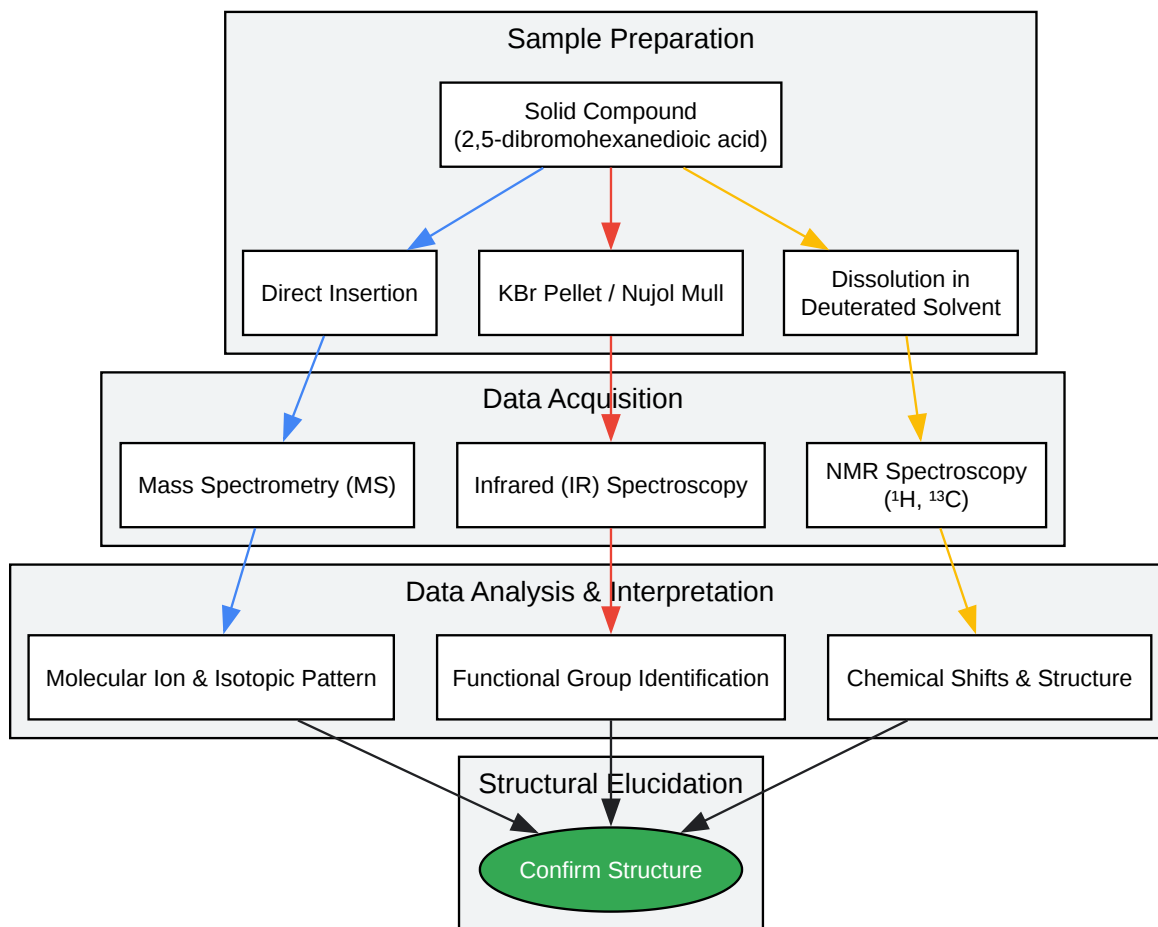 Sample Preparation
Solid Compound
(2,5-dibromohexanedioic acid)
Direct Insertion
KBr Pellet / Nujol Mull
Dissolution in
Deuterated Solvent
Data Acquisition
Mass Spectrometry (MS)
Infrared (IR) Spectroscopy
NMR Spectroscopy
(¹H, ¹³C)
Data Analysis & Interpretation
Molecular Ion & Isotopic Pattern
Functional Group Identification
Chemical Shifts & Structure
Structural Elucidation
Confirm Structure